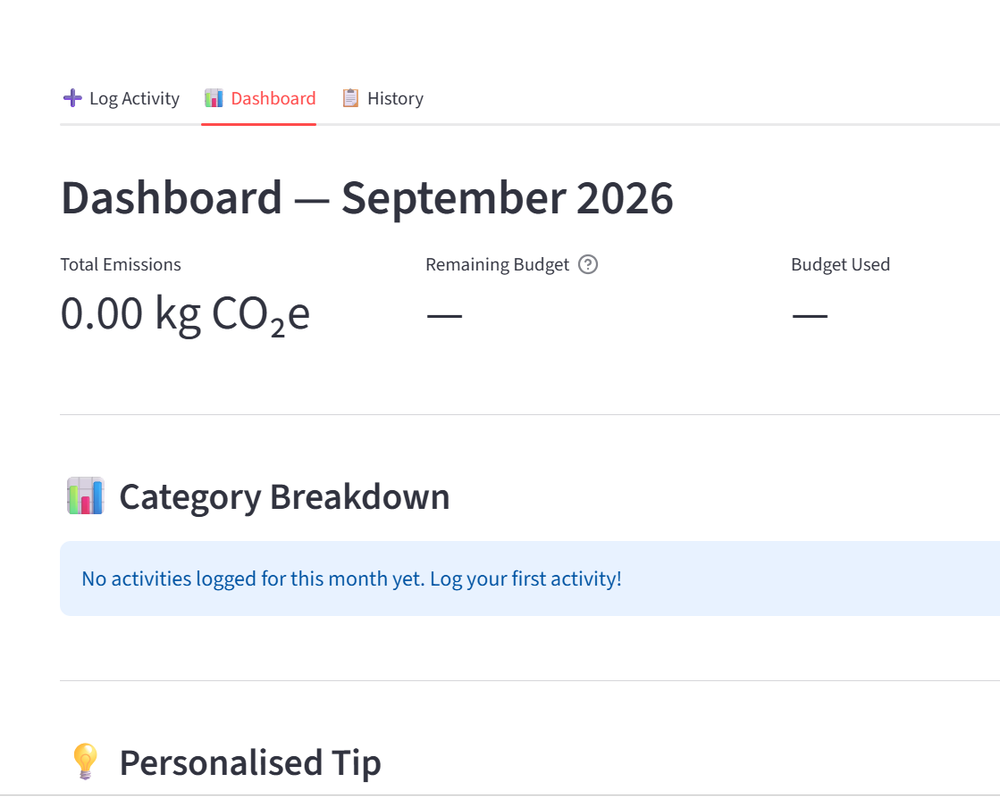 Log Activity Dashboard History
Dashboard — September 2026
Total Emissions Remaining Budget ? Budget Used
0.00 kg CO₂e — —
Category Breakdown
No activities logged for this month yet. Log your first activity!
Personalised Tip